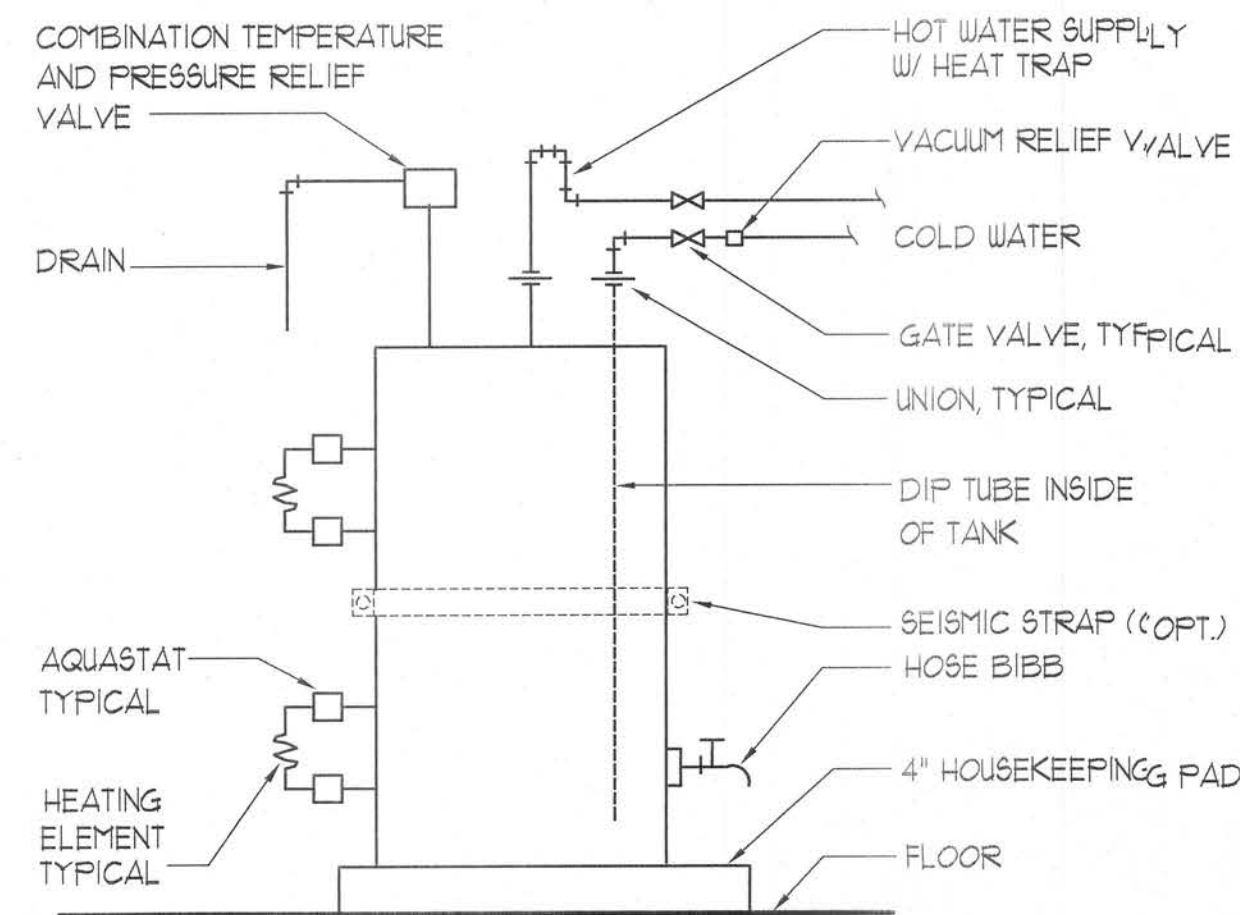 COMBINATION TEMPERATURE
AND PRESSURE RELIEF
VALVE
DRAIN
AQUASTAT
TYPICAL
HEATING
ELEMENT
TYPICAL
HOT WATER SUPPLY
W/ HEAT TRAP
VACUUM RELIEF VALVE
COLD WATER
GATE VALVE, TYPICAL
UNION, TYPICAL
DIP TUBE INSIDE
OF TANK
SEISMIC STRAP (OPT.)
HOSE BIBB
4" HOUSEKEEPING PAD
FLOOR